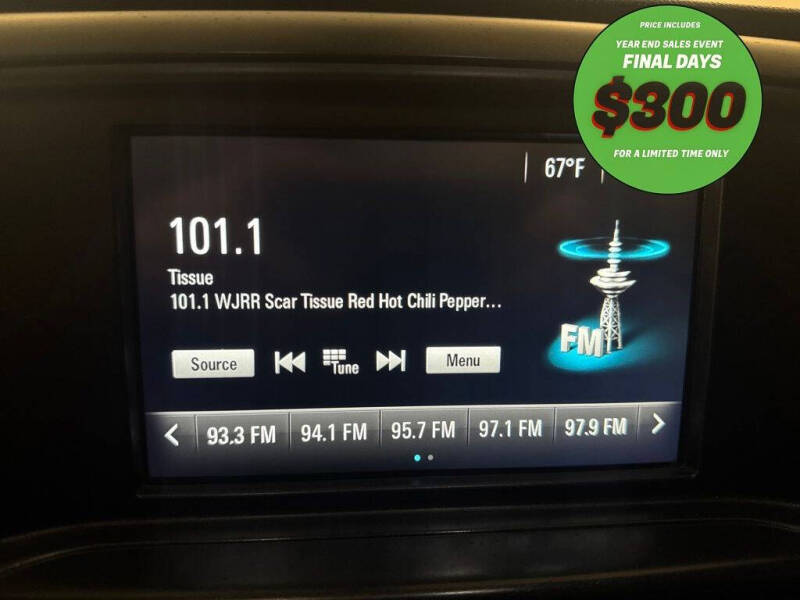 PRICE INCLUDES
YEAR END SALES EVENT
FINAL DAYS
$300
FOR A LIMITED TIME ONLY
67°F
101.1
Tissue
101.1 WJRR Scar Tissue Red Hot Chili Pepper...
Source
Tune
Menu
FM
93.3 FM
94.1 FM
95.7 FM
97.1 FM
97.9 FM